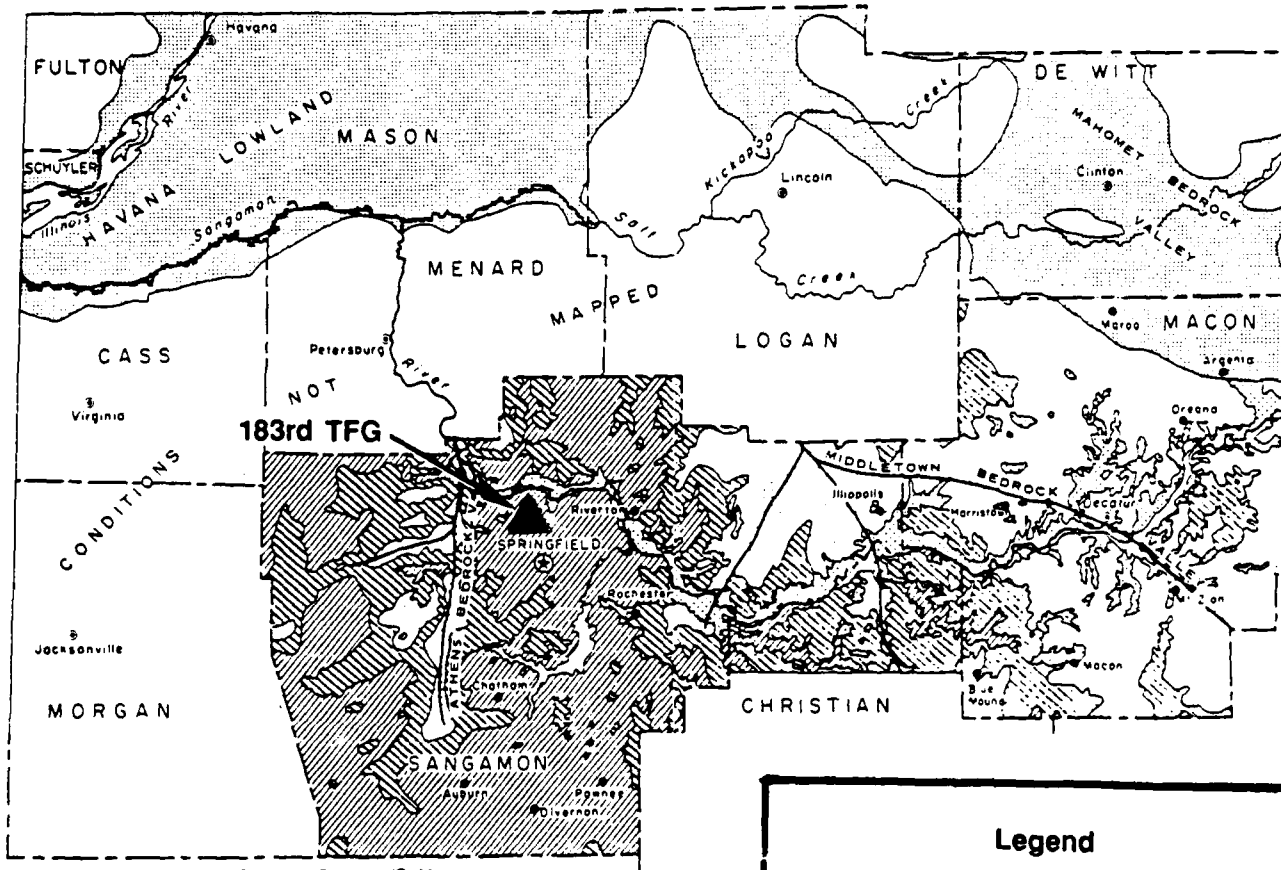 Havana
FULTON
DE WITT
River
LOWLAND
MASON
Creek
MAHOMET
SCHUYLER
Kickapoo
Lincoln
Clinton
BEDROCK
Illinois
HAVANA
Sangamon
Salt
VALLEY
MENARD
Creek
MAPPED
CASS
Maroa
MACON
Petersburg
River
LOGAN
Argenta
NOT
Virginia
Oreana
183rd TFG
CONDITIONS
MIDDLETOWN
BEDROCK
Illiopolis
Decatur
Riverton
Harristown
SPRINGFIELD
ATHENS BEDROCK
Rochester
Mt Zion
Jacksonville
Macon
Chatham
Blue
Mound
MORGAN
CHRISTIAN
SANGAMON
Auburn
Pawnee
Divernon
Legend